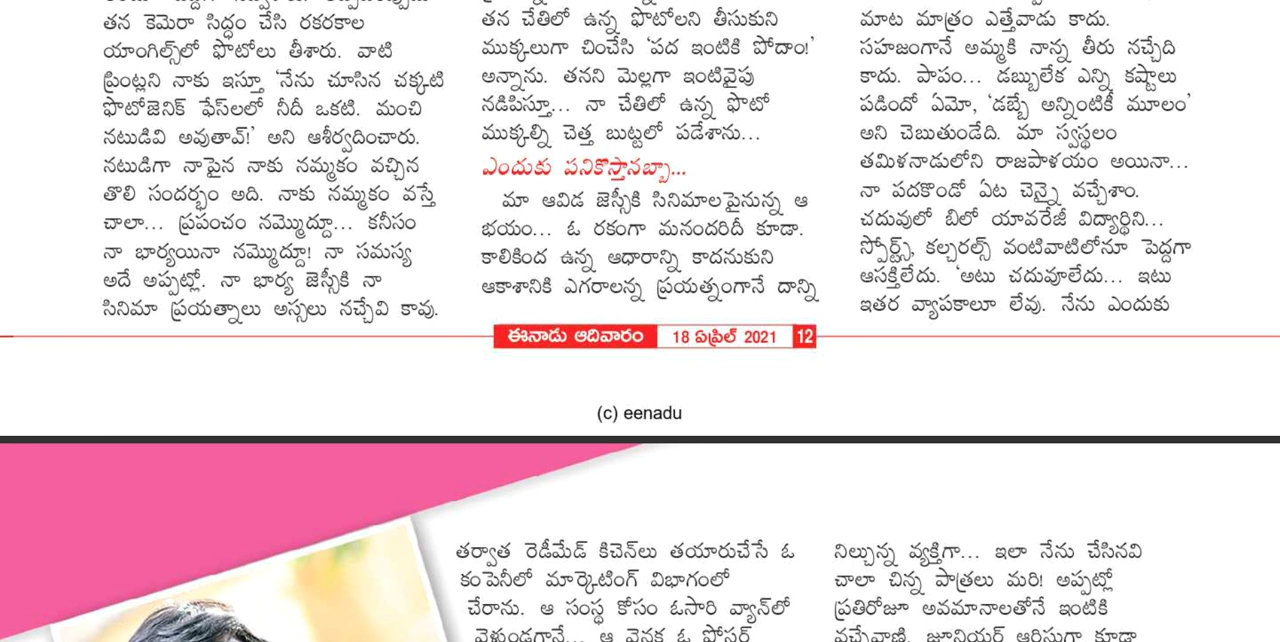 తన కెమెరా సిద్ధం చేసి రకరకాల
యాంగిల్స్‌లో ఫొటోలు తీశారు. వాటి
ప్రింట్లని నాకు ఇస్తూ ‘నేను చూసిన చక్కటి
ఫొటోజెనిక్ ఫేస్‌లలో నీదీ ఒకటి. మంచి
నటుడివి అవుతావ్!’ అని ఆశీర్వదించారు.
నటుడిగా నాపైన నాకు నమ్మకం వచ్చిన
తొలి సందర్భం అది. నాకు నమ్మకం వస్తే
చాలా... ప్రపంచం నమ్మొద్దూ... కనీసం
నా భార్యయినా నమ్మొద్దూ! నా సమస్య
అదే అప్పట్లో. నా భార్య జెస్సీకి నా
సినిమా ప్రయత్నాలు అస్సలు నచ్చేవి కావు.
తన చేతిలో ఉన్న ఫొటోలని తీసుకుని
ముక్కలుగా చించేసి ‘పద ఇంటికి పోదాం!’
అన్నాను. తనని మెల్లగా ఇంటివైపు
నడిపిస్తూ... నా చేతిలో ఉన్న ఫొటో
ముక్కల్ని చెత్త బుట్టలో పడేశాను...
ఎందుకు పనికొస్తానబ్బా...
మా ఆవిడ జెస్సీకి సినిమాలపైనున్న ఆ
భయం... ఓ రకంగా మనందరిదీ కూడా.
కాలికింద ఉన్న ఆధారాన్ని కాదనుకుని
ఆకాశానికి ఎగరాలన్న ప్రయత్నంగానే దాన్ని
మాట మాత్రం ఎత్తేవాడు కాదు.
సహజంగానే అమ్మకి నాన్న తీరు నచ్చేది
కాదు. పాపం... డబ్బులేక ఎన్ని కష్టాలు
పడిందో ఏమో, ‘డబ్బే అన్నింటికీ మూలం’
అని చెబుతుండేది. మా స్వస్థలం
తమిళనాడులోని రాజపాళయం అయినా...
నా పదకొండో ఏట చెన్నై వచ్చేశాం.
చదువులో బిలో యావరేజీ విద్యార్థిని...
స్పోర్ట్స్, కల్చరల్స్ వంటివాటిలోనూ పెద్దగా
ఆసక్తిలేదు. ‘అటు చదువూలేదు... ఇటు
ఇతర వ్యాపకాలూ లేవు. నేను ఎందుకు
ఈనాడు ఆదివారం 18 ఏప్రిల్ 2021 12
(c) eenadu
తర్వాత రెడీమేడ్ కిచెన్‌లు తయారుచేసే ఓ
కంపెనీలో మార్కెటింగ్ విభాగంలో
చేరాను. ఆ సంస్థ కోసం ఓసారి వ్యాన్‌లో
వెళ్తుండగానే... ఆ వెనక ఓ పోస్టర్
నిల్చున్న వ్యక్తిగా... ఇలా నేను చేసినవి
చాలా చిన్న పాత్రలు మరి! అప్పట్లో
ప్రతిరోజూ అవమానాలతోనే ఇంటికి
వచ్చేవాణ్ణి. జూనియర్ ఆర్టిస్టుగా కూడా